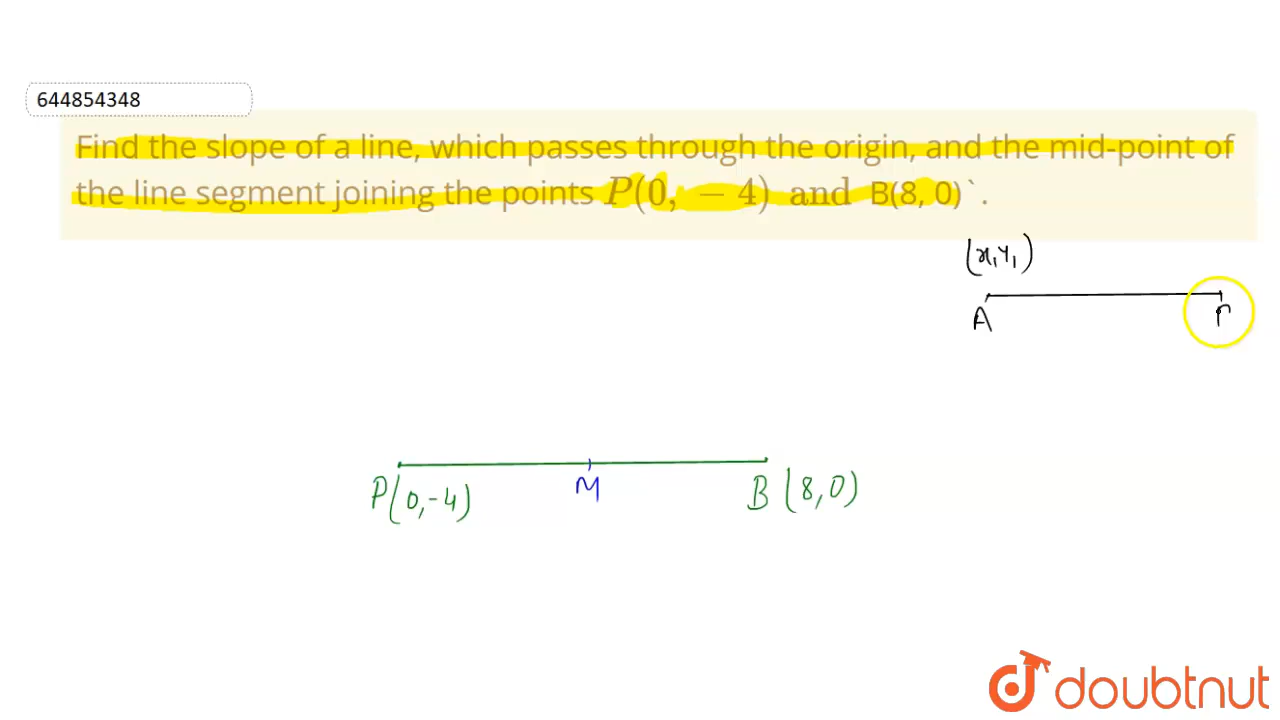 644854348
Find the slope of a line, which passes through the origin, and the mid-point of
the line segment joining the points P(0, −4) and B(8, 0)`.
(x₁,y₁)
A
P(0,-4)
M
B (8,0)
doubtnut